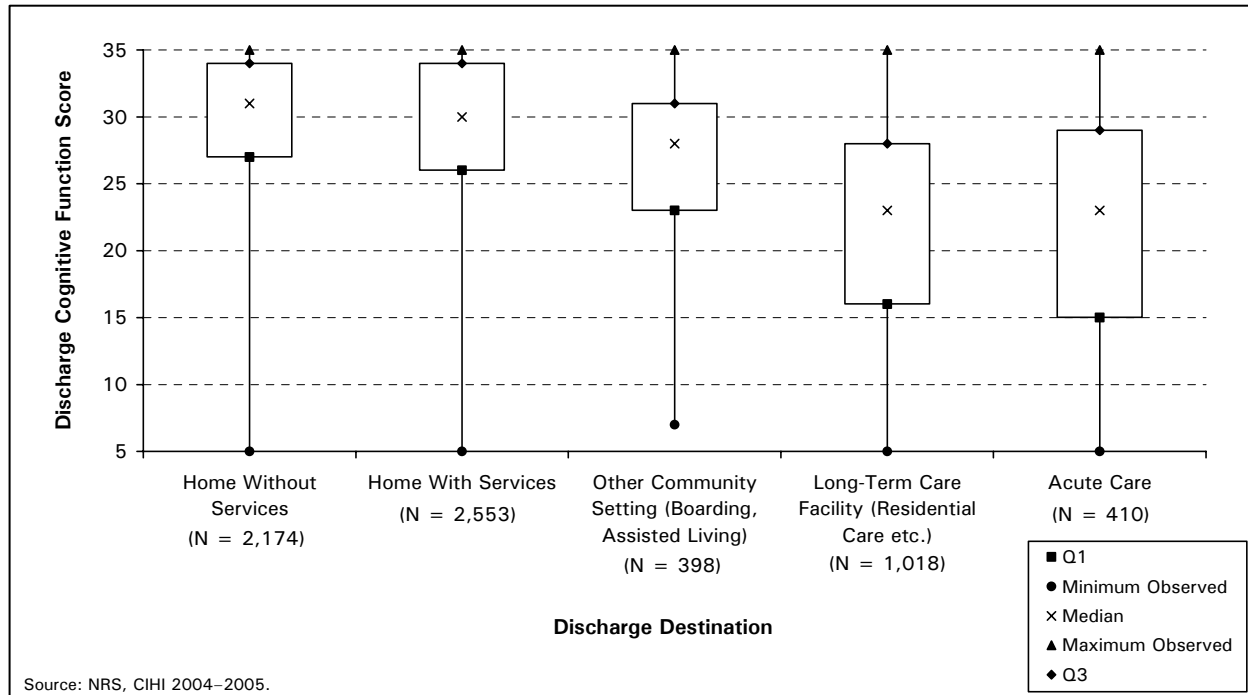 Discharge Cognitive Function Score
35
30
25
20
15
10
5
Home Without
Services
(N = 2,174)
Home With Services
(N = 2,553)
Other Community
Setting (Boarding,
Assisted Living)
(N = 398)
Long-Term Care
Facility (Residential
Care etc.)
(N = 1,018)
Acute Care
(N = 410)
Discharge Destination
Q1
Minimum Observed
Median
Maximum Observed
Q3
Source: NRS, CIHI 2004–2005.